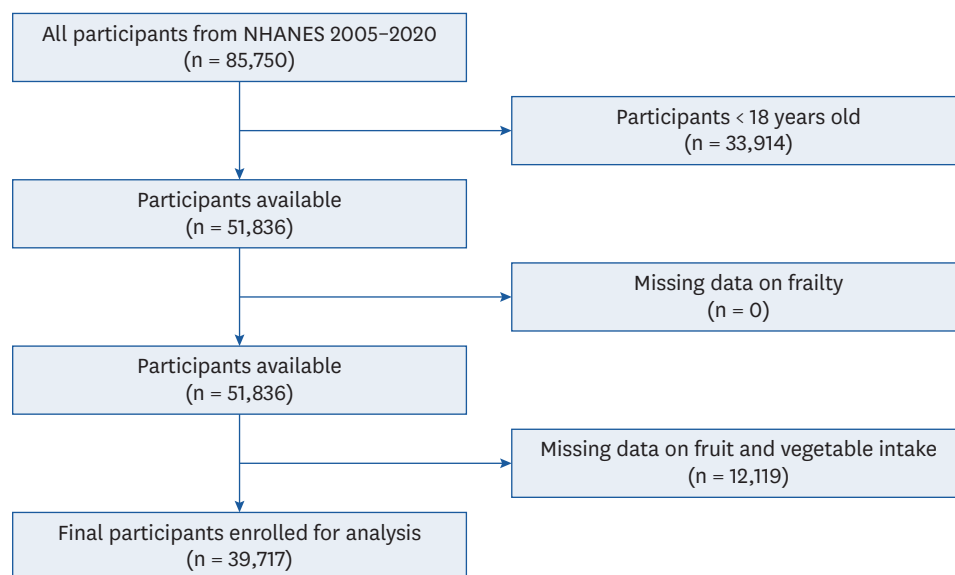 All participants from NHANES 2005–2020
(n = 85,750)
Participants < 18 years old
(n = 33,914)
Participants available
(n = 51,836)
Missing data on frailty
(n = 0)
Participants available
(n = 51,836)
Missing data on fruit and vegetable intake
(n = 12,119)
Final participants enrolled for analysis
(n = 39,717)